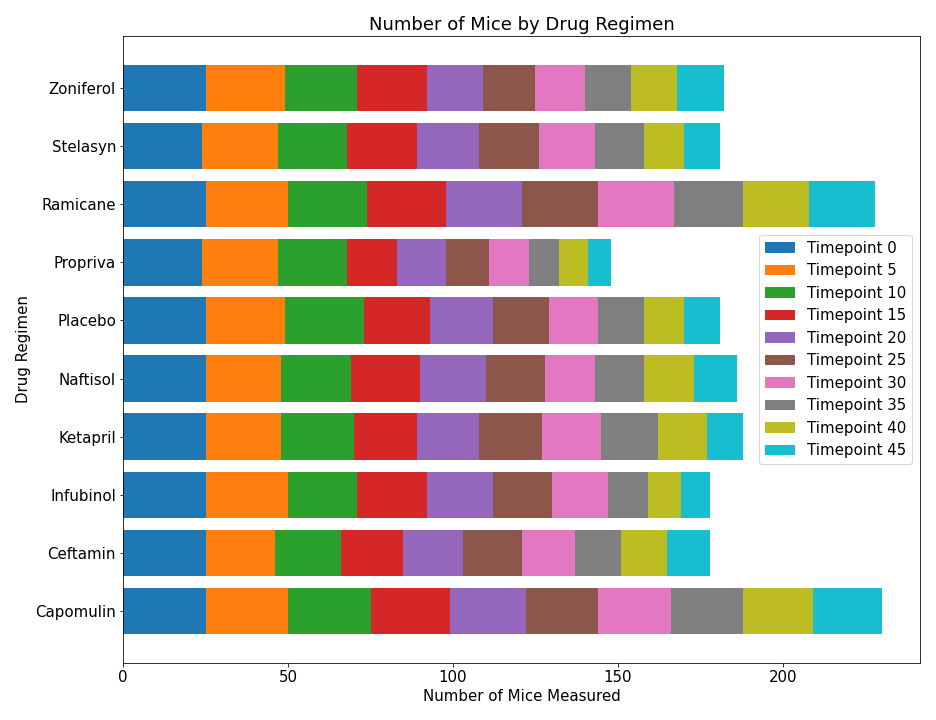 Number of Mice by Drug Regimen
Drug Regimen
Zoniferol
Stelasyn
Ramicane
Propriva
Placebo
Naftisol
Ketapril
Infubinol
Ceftamin
Capomulin
Timepoint 0
Timepoint 5
Timepoint 10
Timepoint 15
Timepoint 20
Timepoint 25
Timepoint 30
Timepoint 35
Timepoint 40
Timepoint 45
0 50 100 150 200
Number of Mice Measured